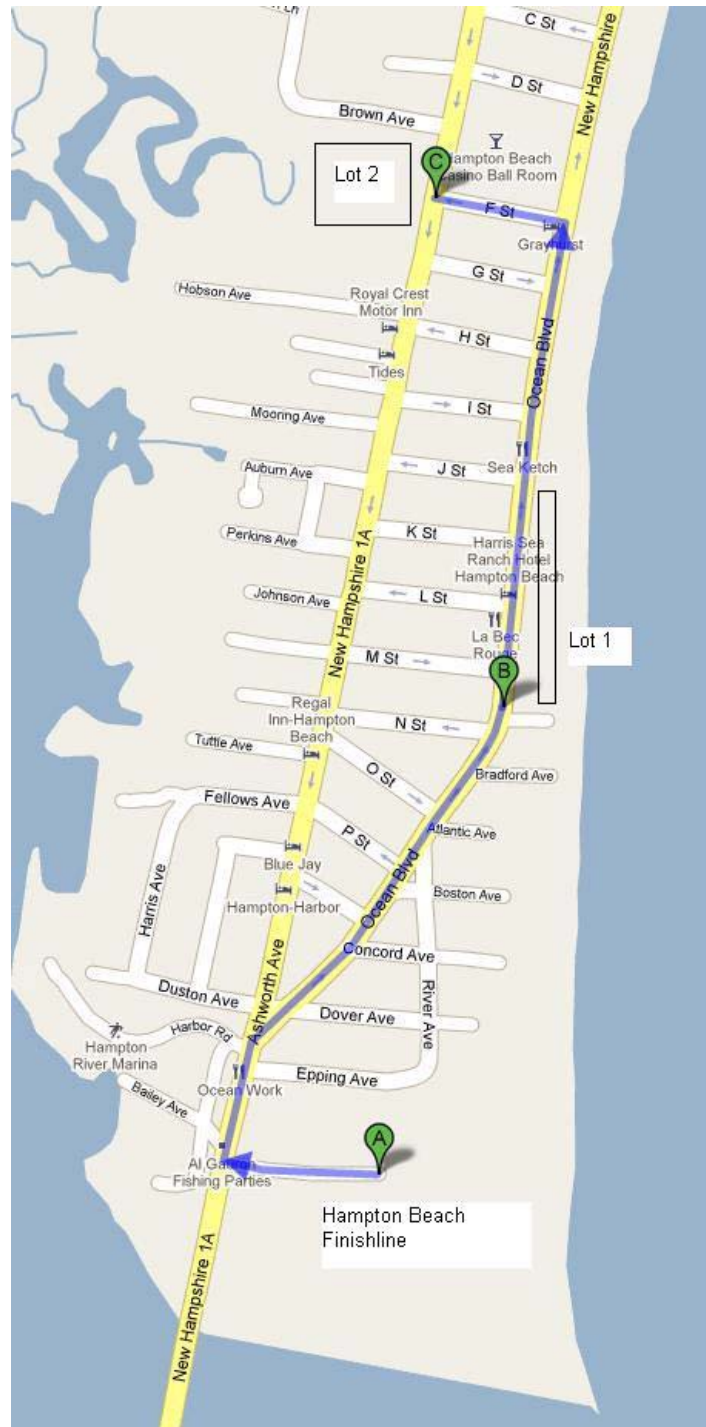 C St
New Hampshire
D St
Brown Ave
Lot 2
C
Hampton Beach
Casino Ball Room
F St
Grayhurst
G St
Hobson Ave
Royal Crest
Motor Inn
H St
Ocean Blvd
Tides
I St
Mooring Ave
J St
Sea Ketch
Auburn Ave
K St
Perkins Ave
New Hampshire 1A
Harris Sea
Ranch Hotel
Hampton Beach
L St
Johnson Ave
La Bec
Rouge
Lot 1
M St
B
Regal
Inn-Hampton
Beach
N St
Tuttle Ave
O St
Bradford Ave
Fellows Ave
Atlantic Ave
P St
Blue Jay
Ocean Blvd
Boston Ave
Harris Ave
Hampton-Harbor
Concord Ave
River Ave
Ashworth Ave
Duston Ave
Dover Ave
Harbor Rd
Hampton
River Marina
Ocean Work
Epping Ave
Bailey Ave
A
Al Gauron
Fishing Parties
Hampton Beach
Finishline
New Hampshire 1A